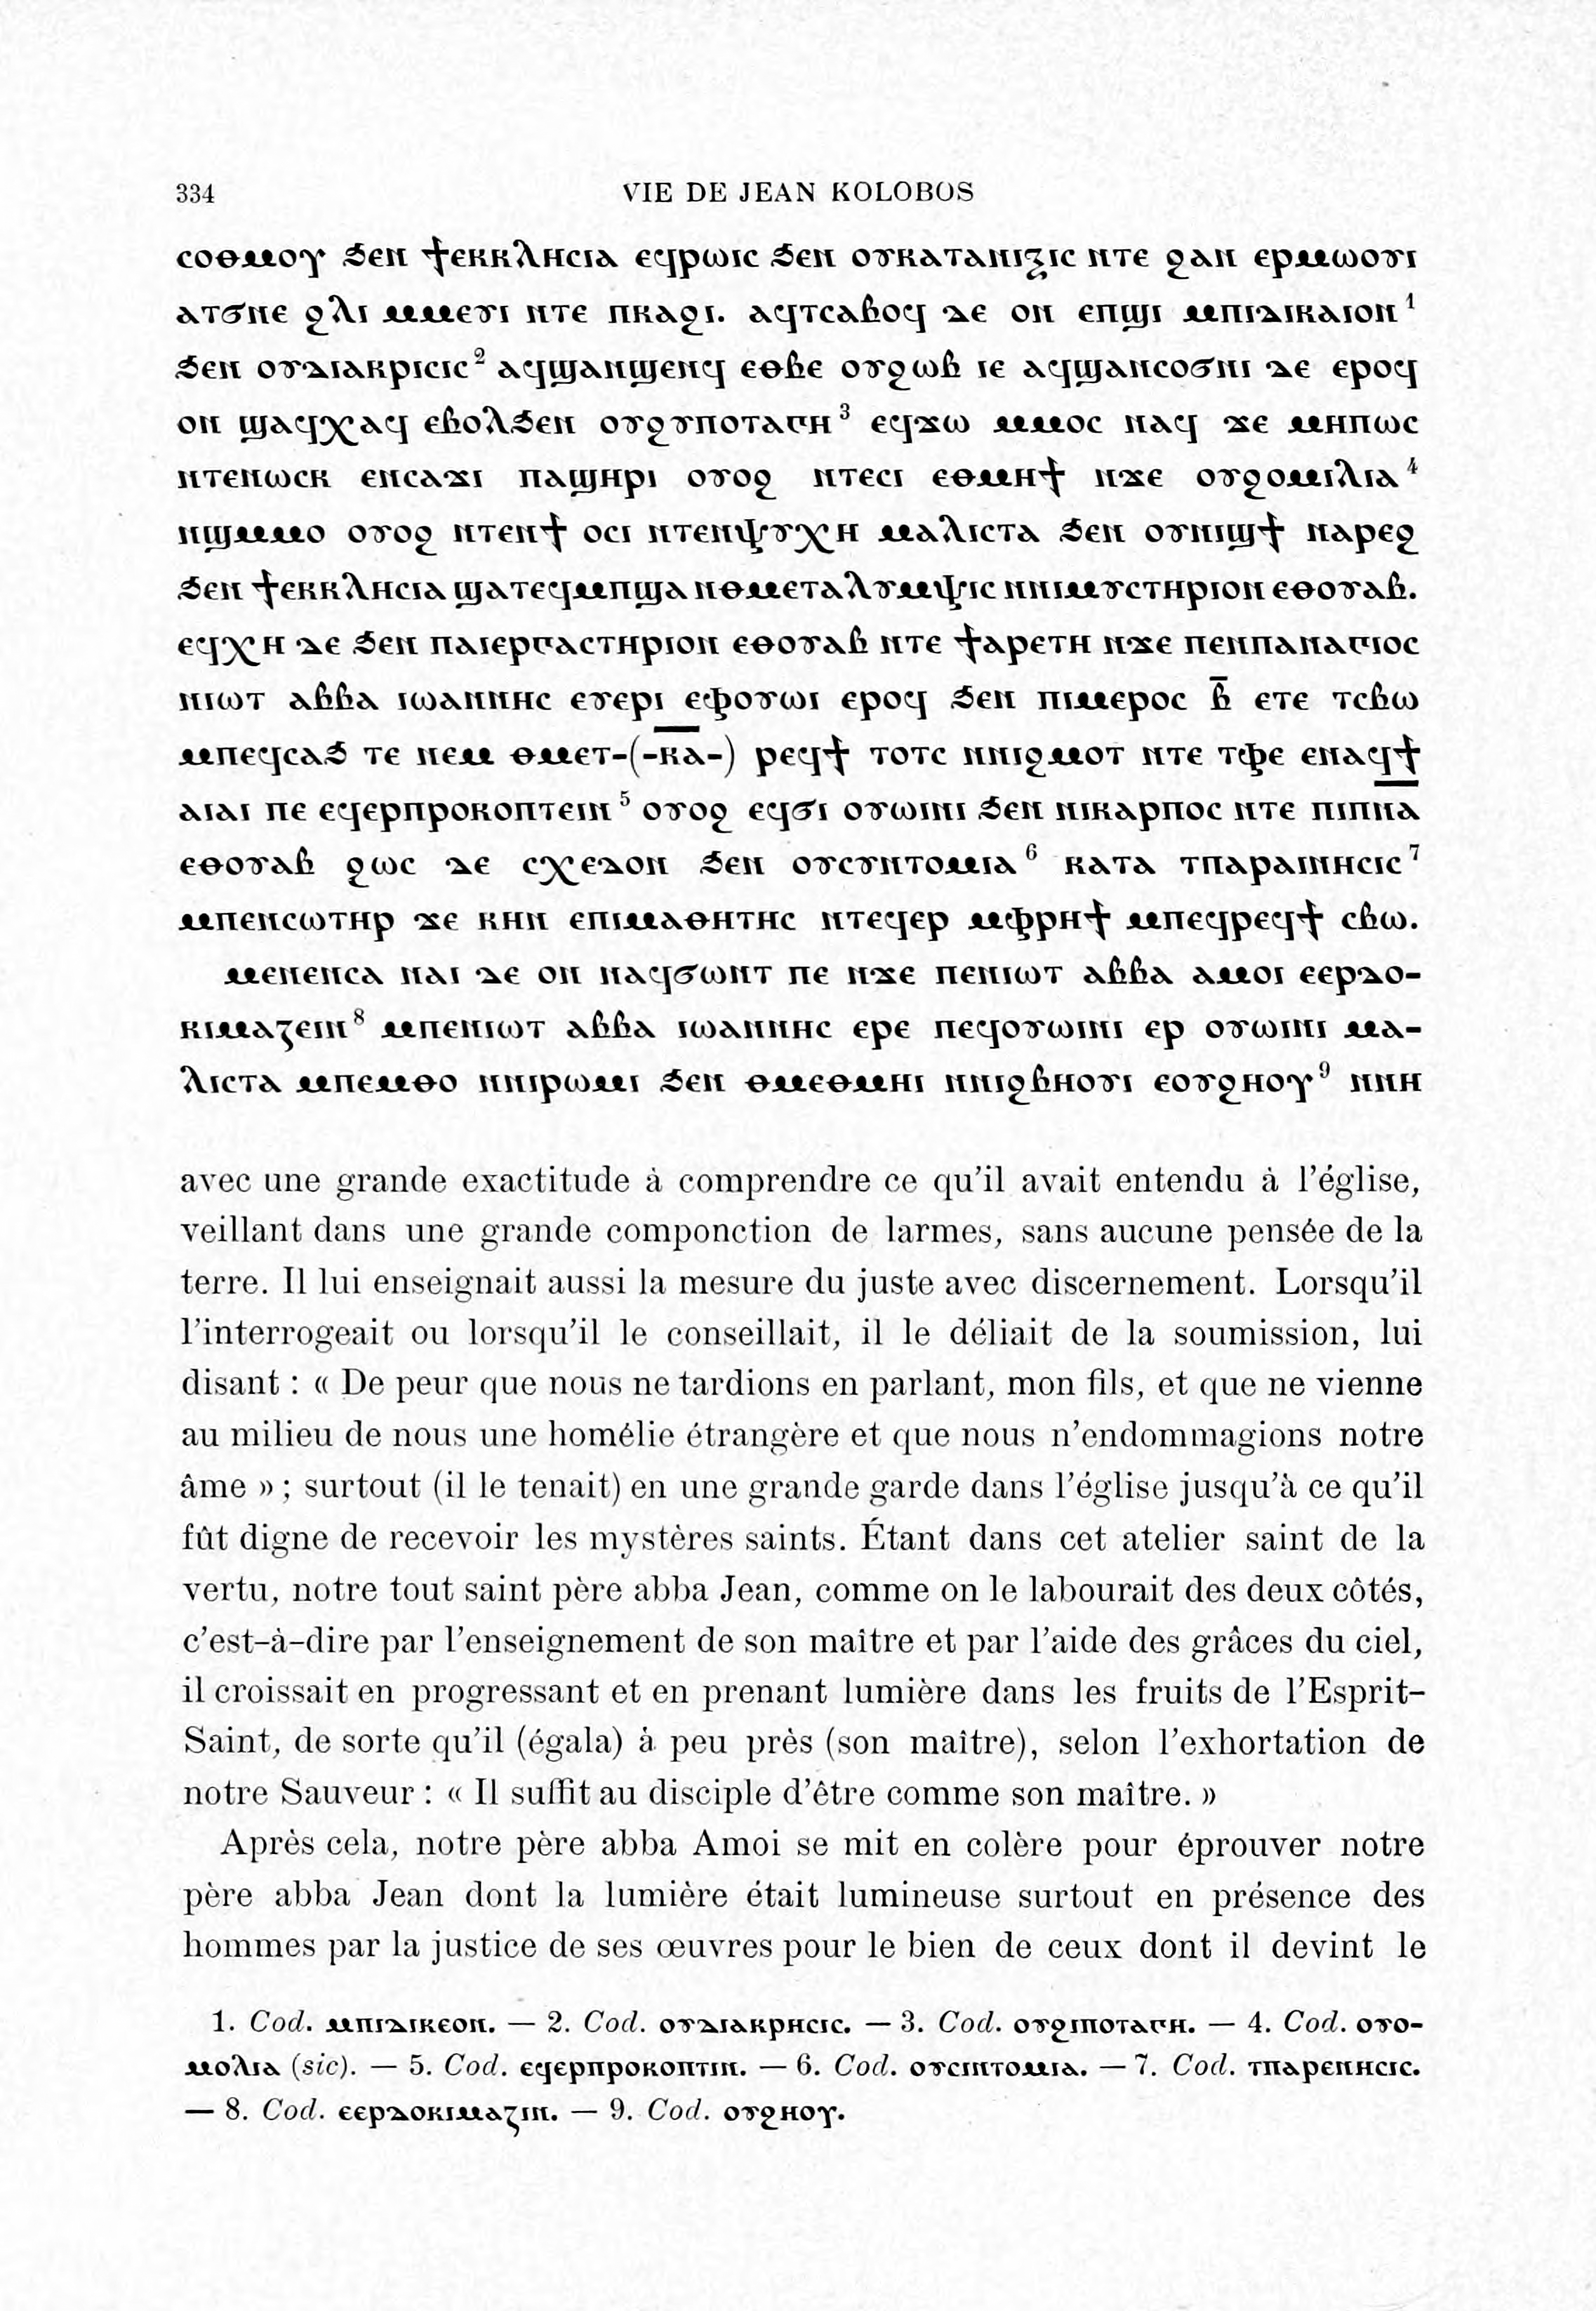 334 VIE DE JEAN KOLOBOS
ⲥⲟⲑⲙⲟⲩ ϧⲉⲛ ϯⲉⲕⲕⲗⲏⲥⲓⲁ ⲉϥⲣⲱⲓⲥ ϧⲉⲛ ⲟⲩⲕⲁⲧⲁⲛⲓⲝⲓⲥ ⲛⲧⲉ ϩⲁⲛ ⲉⲣⲙⲱⲟⲩⲓ
ⲁⲧϭⲛⲉ ϩⲗⲓ ⲙⲙⲉⲩⲓ ⲛⲧⲉ ⲡⲕⲁϩⲓ. ⲁϥⲧⲥⲁⲃⲟϥ ⲇⲉ ⲟⲛ ⲉⲡϣⲓ ⲙⲡⲓⲇⲓⲕⲁⲓⲟⲛ 1
ϧⲉⲛ ⲟⲩⲇⲓⲁⲕⲣⲓⲥⲓⲥ 2 ⲁϥϣⲁⲛϣⲉⲛϥ ⲉⲑⲃⲉ ⲟⲩϩⲱⲃ ⲓⲉ ⲁϥϣⲁⲛⲥⲟϭⲛⲓ ⲇⲉ ⲉⲣⲟϥ
ⲟⲛ ϣⲁϥⲭⲁϥ ⲉⲃⲟⲗϧⲉⲛ ⲟⲩϩⲩⲡⲟⲧⲁⲅⲏ 3 ⲉϥϫⲱ ⲙⲙⲟⲥ ⲛⲁϥ ϫⲉ ⲙⲏⲡⲱⲥ
ⲛⲧⲉⲛⲱⲥⲕ ⲉⲛⲥⲁϫⲓ ⲡⲁϣⲏⲣⲓ ⲟⲩⲟϩ ⲛⲧⲉⲥⲓ ⲉⲑⲙⲏϯ ⲛϫⲉ ⲟⲩϩⲟⲙⲓⲗⲓⲁ 4
ⲛϣⲙⲙⲟ ⲟⲩⲟϩ ⲛⲧⲉⲛϯ ⲟⲥⲓ ⲛⲧⲉⲛⲯⲩⲭⲏ ⲙⲁⲗⲓⲥⲧⲁ ϧⲉⲛ ⲟⲩⲛⲓϣϯ ⲛⲁⲣⲉϩ
ϧⲉⲛ ϯⲉⲕⲕⲗⲏⲥⲓⲁ ϣⲁⲧⲉϥⲙⲡϣⲁ ⲛⲑⲙⲉⲧⲁⲗⲩⲙⲯⲓⲥ ⲛⲛⲓⲙⲩⲥⲧⲏⲣⲓⲟⲛ ⲉⲑⲟⲩⲁⲃ.
ⲉϥⲭⲏ ⲇⲉ ϧⲉⲛ ⲡⲁⲓⲉⲣⲅⲁⲥⲧⲏⲣⲓⲟⲛ ⲉⲑⲟⲩⲁⲃ ⲛⲧⲉ ϯⲁⲣⲉⲧⲏ ⲛϫⲉ ⲡⲉⲛⲡⲁⲛⲁⲅⲓⲟⲥ
ⲛⲓⲱⲧ ⲁⲃⲃⲁ ⲓⲱⲁⲛⲛⲏⲥ ⲉⲩⲉⲣⲓ ⲉⲫⲟⲩⲱⲓ ⲉⲣⲟϥ ϧⲉⲛ ⲡⲓⲙⲉⲣⲟⲥ ⲃ̅ ⲉⲧⲉ ⲧⲥⲃⲱ
ⲙⲡⲉϥⲥⲁϧ ⲧⲉ ⲛⲉⲙ ⲑⲙⲉⲧ-(-ⲕ̅ⲁ̅-) ⲣⲉϥϯ ⲧⲟⲧⲥ ⲛⲛⲓϩⲙⲟⲧ ⲛⲧⲉ ⲧⲫⲉ ⲉⲛⲁϥϯ
ⲁⲓⲁⲓ ⲡⲉ ⲉϥⲉⲣⲡⲣⲟⲕⲟⲡⲧⲉⲓⲛ 5 ⲟⲩⲟϩ ⲉϥϭⲓ ⲟⲩⲱⲓⲛⲓ ϧⲉⲛ ⲛⲓⲕⲁⲣⲡⲟⲥ ⲛⲧⲉ ⲡⲓⲡⲛ̅ⲁ̅
ⲉⲑⲟⲩⲁⲃ ϩⲱⲥ ⲇⲉ ⲥⲭⲉⲇⲟⲛ ϧⲉⲛ ⲟⲩⲥⲩⲛⲧⲟⲙⲓⲁ 6 ⲕⲁⲧⲁ ⲧⲡⲁⲣⲁⲓⲛⲏⲥⲓⲥ 7
ⲙⲡⲉⲛⲥⲱⲧⲏⲣ ϫⲉ ⲕⲏⲛ ⲉⲡⲓⲙⲁⲑⲏⲧⲏⲥ ⲛⲧⲉϥⲉⲣ ⲙⲫⲣⲏϯ ⲙⲡⲉϥⲣⲉϥϯ ⲥⲃⲱ.
ⲙⲉⲛⲉⲛⲥⲁ ⲛⲁⲓ ⲇⲉ ⲟⲛ ⲛⲁϥϭⲱⲛⲧ ⲡⲉ ⲛϫⲉ ⲡⲉⲛⲓⲱⲧ ⲁⲃⲃⲁ ⲁⲙⲟⲓ ⲉⲉⲣⲇⲟ-
ⲕⲓⲙⲁⲍⲉⲓⲛ 8 ⲙⲡⲉⲛⲓⲱⲧ ⲁⲃⲃⲁ ⲓⲱⲁⲛⲛⲏⲥ ⲉⲣⲉ ⲡⲉϥⲟⲩⲱⲓⲛⲓ ⲉⲣ ⲟⲩⲱⲓⲛⲓ ⲙⲁ-
ⲗⲓⲥⲧⲁ ⲙⲡⲉⲙⲑⲟ ⲛⲛⲓⲣⲱⲙⲓ ϧⲉⲛ ⲑⲙⲉⲑⲙⲏⲓ ⲛⲛⲓϩⲃⲏⲟⲩⲓ ⲉⲟⲩϩⲏⲟⲩ 9 ⲛⲛⲏ
avec une grande exactitude à comprendre ce qu'il avait entendu à l'église,
veillant dans une grande componction de larmes, sans aucune pensée de la
terre. Il lui enseignait aussi la mesure du juste avec discernement. Lorsqu'il
l'interrogeait ou lorsqu'il le conseillait, il le déliait de la soumission, lui
disant : « De peur que nous ne tardions en parlant, mon fils, et que ne vienne
au milieu de nous une homélie étrangère et que nous n'endommagions notre
âme » ; surtout (il le tenait) en une grande garde dans l'église jusqu'à ce qu'il
fût digne de recevoir les mystères saints. Étant dans cet atelier saint de la
vertu, notre tout saint père abba Jean, comme on le labourait des deux côtés,
c'est-à-dire par l'enseignement de son maître et par l'aide des grâces du ciel,
il croissait en progressant et en prenant lumière dans les fruits de l'Esprit-
Saint, de sorte qu'il (égala) à peu près (son maître), selon l'exhortation de
notre Sauveur : « Il suffit au disciple d'être comme son maître. »
Après cela, notre père abba Amoi se mit en colère pour éprouver notre
père abba Jean dont la lumière était lumineuse surtout en présence des
hommes par la justice de ses œuvres pour le bien de ceux dont il devint le
1. Cod. ⲙⲡⲓⲇⲓⲕⲉⲟⲛ. — 2. Cod. ⲟⲩⲇⲓⲁⲕⲣⲏⲥⲓⲥ. — 3. Cod. ⲟⲩϩⲓⲡⲟⲧⲁⲅⲏ. — 4. Cod. ⲟⲩⲟ-
ⲙⲟⲗⲓⲁ (sic). — 5. Cod. ⲉϥⲉⲣⲡⲣⲟⲕⲟⲡⲧⲓⲛ. — 6. Cod. ⲟⲩⲥⲓⲛⲧⲟⲙⲓⲁ. — 7. Cod. ⲧⲡⲁⲣⲉⲛⲏⲥⲓⲥ.
— 8. Cod. ⲉⲉⲣⲇⲟⲕⲓⲙⲁⲍⲓⲛ. — 9. Cod. ⲟⲩϩⲏⲟⲩ.